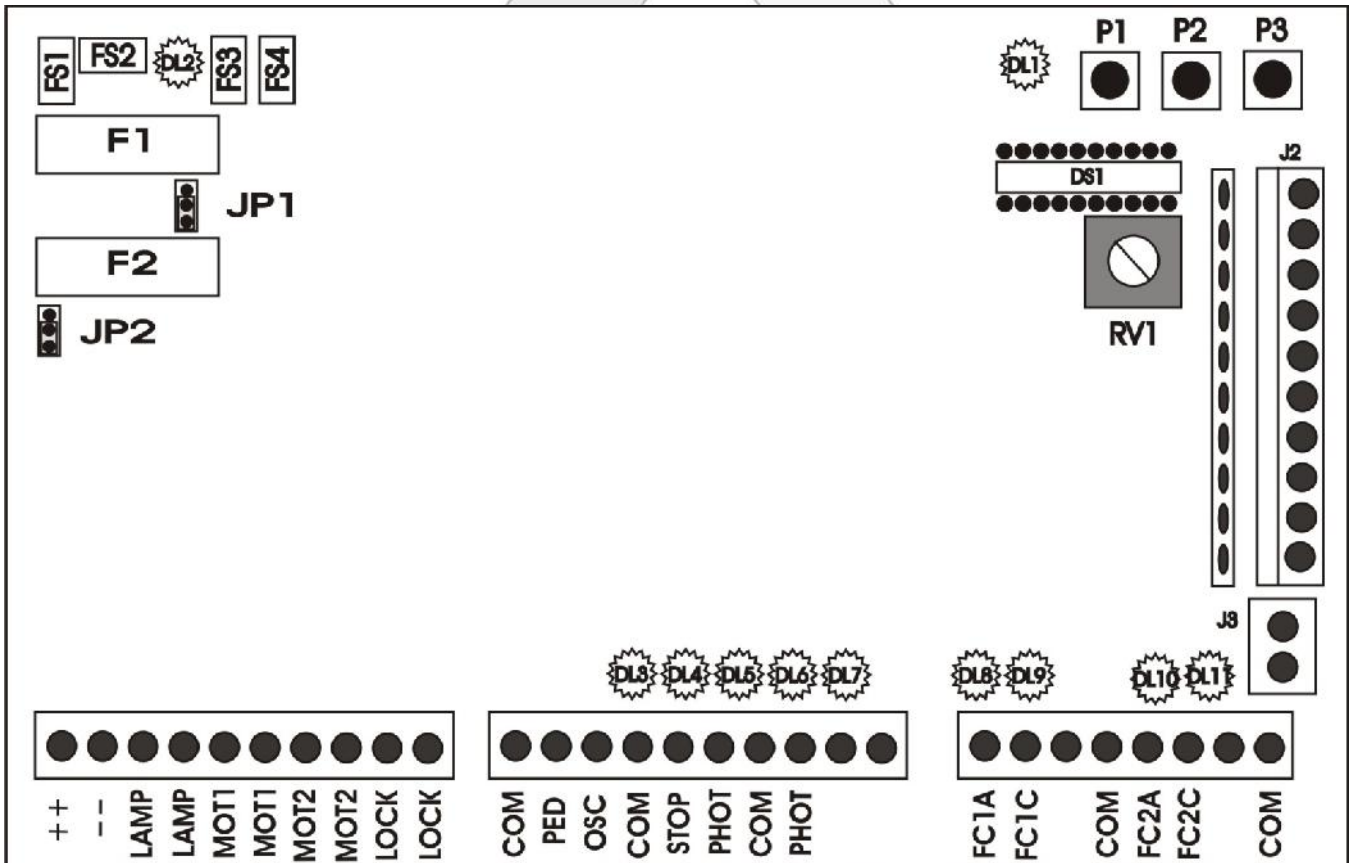 P1 P2 P3
FS1 FS2 DL2 FS3 FS4 DL1
F1
J2
DS1
JP1
F2
RV1
JP2
J3
DL3 DL4 DL5 DL6 DL7 DL8 DL9 DL10 DL11
++ -- LAMP LAMP MOT1 MOT1 MOT2 MOT2 LOCK LOCK COM PED OSC COM STOP PHOT COM PHOT FC1A FC1C COM FC2A FC2C COM